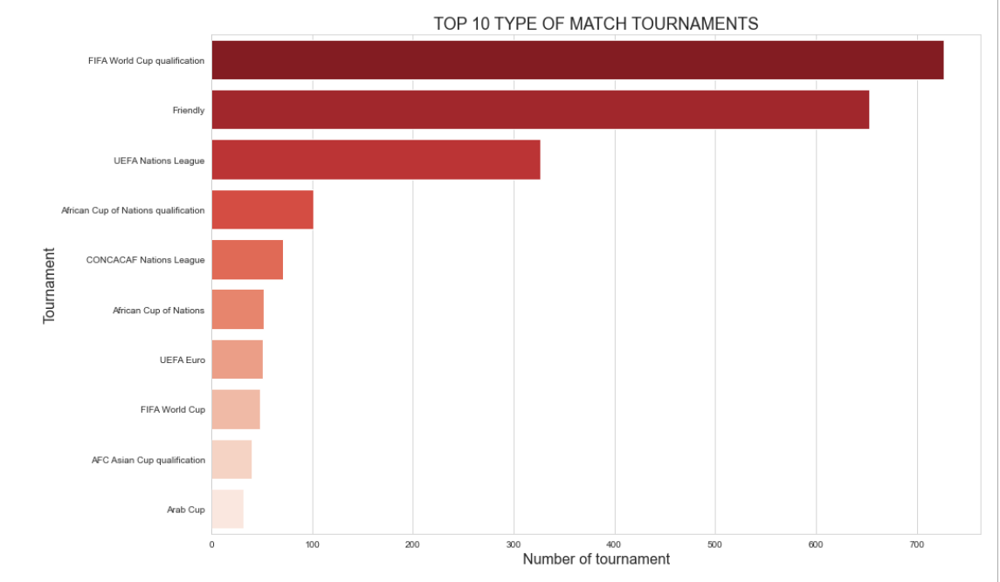 TOP 10 TYPE OF MATCH TOURNAMENTS
FIFA World Cup qualification
Friendly
UEFA Nations League
African Cup of Nations qualification
CONCACAF Nations League
African Cup of Nations
UEFA Euro
FIFA World Cup
AFC Asian Cup qualification
Arab Cup
Tournament
0 100 200 300 400 500 600 700
Number of tournament